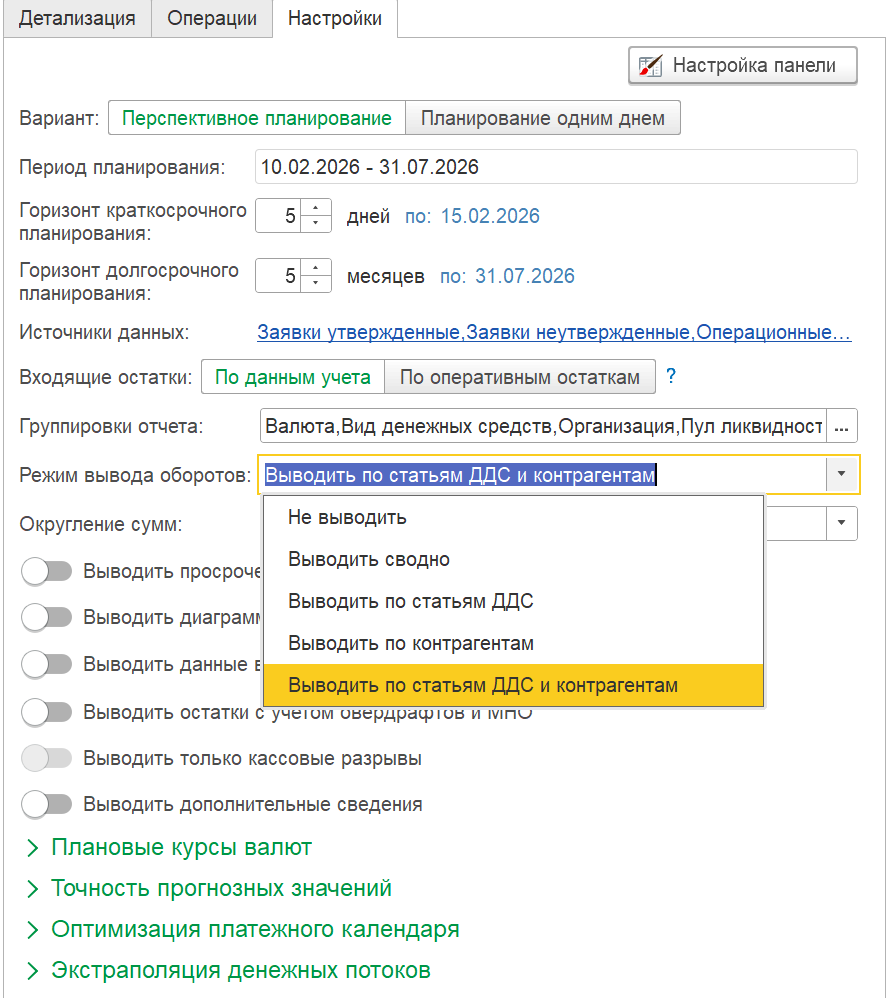 Детализация Операции Настройки
Настройка панели
Вариант: Перспективное планирование Планирование одним днем
Период планирования: 10.02.2026 - 31.07.2026
Горизонт краткосрочного
планирования: 5 дней по: 15.02.2026
Горизонт долгосрочного
планирования: 5 месяцев по: 31.07.2026
Источники данных: Заявки утвержденные,Заявки неутвержденные,Операционные...
Входящие остатки: По данным учета По оперативным остаткам ?
Группировки отчета: Валюта,Вид денежных средств,Организация,Пул ликвидност ...
Режим вывода оборотов: Выводить по статьям ДДС и контрагентам
Не выводить
Округление сумм:
Выводить сводно
Выводить просроче
Выводить по статьям ДДС
Выводить диаграмм
Выводить по контрагентам
Выводить данные в
Выводить по статьям ДДС и контрагентам
Выводить остатки с учетом овердрафтов и МНО
Выводить только кассовые разрывы
Выводить дополнительные сведения
Плановые курсы валют
Точность прогнозных значений
Оптимизация платежного календаря
Экстраполяция денежных потоков